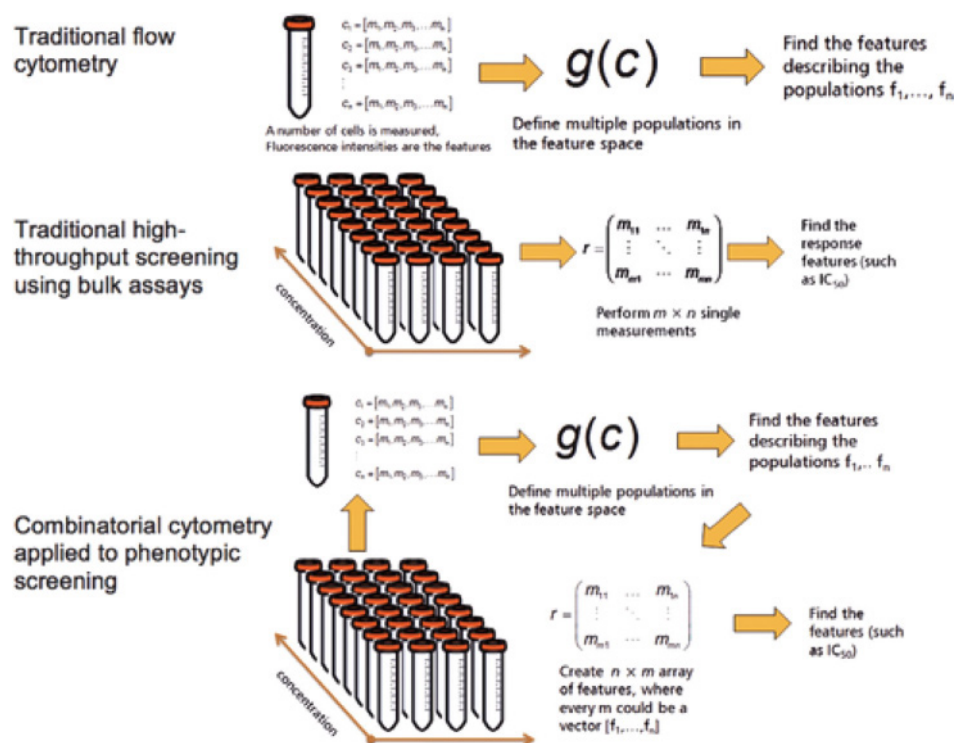 Traditional flow
cytometry
c₁ = [m₁, m₂, m₃, ...mₙ]
c₂ = [m₁, m₂, m₃, ...mₙ]
c₃ = [m₁, m₂, m₃, ...mₙ]
⋮
cₙ = [m₁, m₂, m₃, ...mₙ]
A number of cells is measured,
Fluorescence intensities are the features
g(c)
Define multiple populations in
the feature space
Find the features
describing the
populations f₁,..., fₙ
Traditional high-
throughput screening
using bulk assays
concentration
r = ( m₁₁ ... m₁ₙ
⋮ ⋱ ⋮
mₘ₁ ... mₘₙ )
Perform m × n single
measurements
Find the
response
features (such
as IC₅₀)
Combinatorial cytometry
applied to phenotypic
screening
c₁ = [m₁, m₂, m₃, ...mₙ]
c₂ = [m₁, m₂, m₃, ...mₙ]
c₃ = [m₁, m₂, m₃, ...mₙ]
⋮
cₙ = [m₁, m₂, m₃, ...mₙ]
g(c)
Define multiple populations in
the feature space
Find the features
describing the
populations f₁,.. fₙ
concentration
r = ( m₁₁ ... m₁ₙ
⋮ ⋱ ⋮
mₘ₁ ... mₘₙ )
Create n × m array
of features, where
every m could be a
vector [f₁,...,fₙ]
Find the
features (such
as IC₅₀)